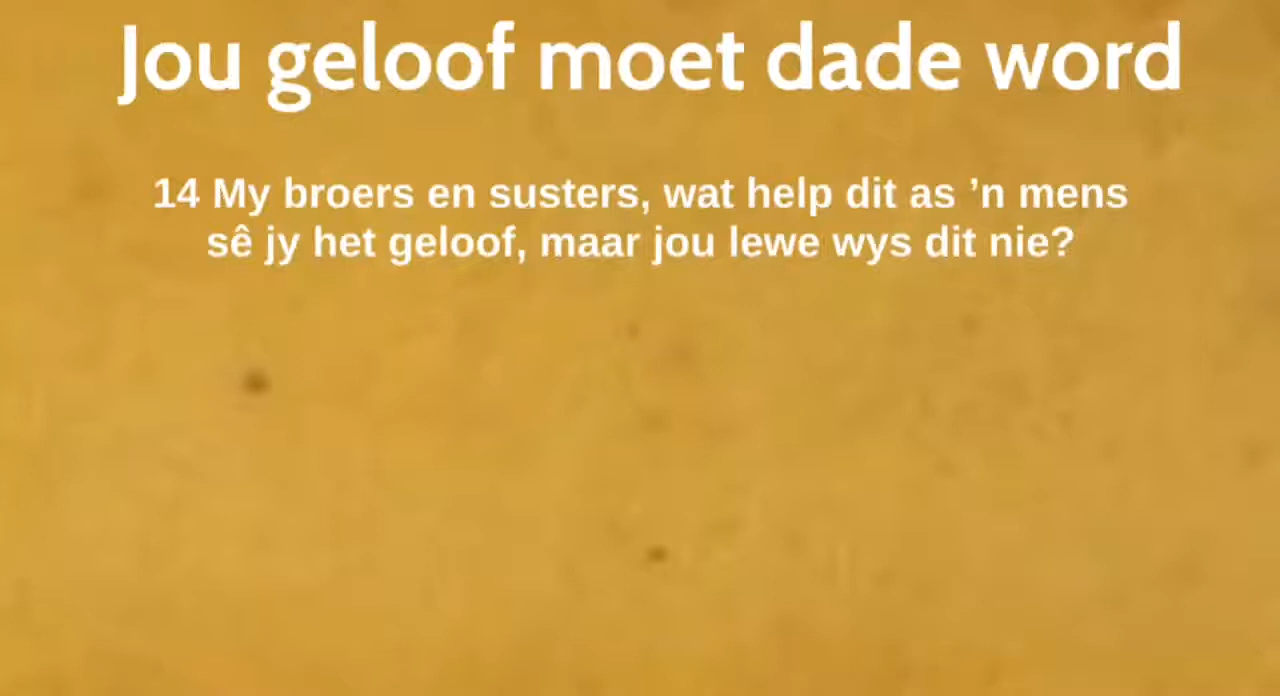 Jou geloof moet dade word
14 My broers en susters, wat help dit as ’n mens
sê jy het geloof, maar jou lewe wys dit nie?